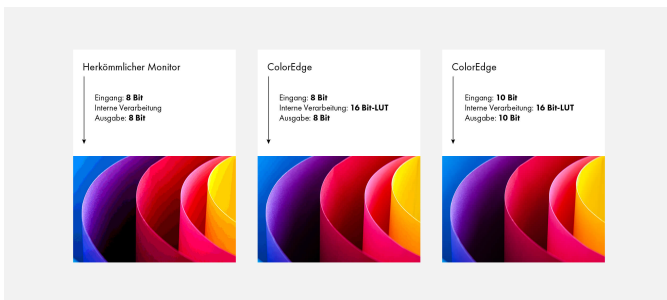 Herkömmlicher Monitor
Eingang: 8 Bit
Interne Verarbeitung
Ausgabe: 8 Bit
ColorEdge
Eingang: 8 Bit
Interne Verarbeitung: 16 Bit-LUT
Ausgabe: 8 Bit
ColorEdge
Eingang: 10 Bit
Interne Verarbeitung: 16 Bit-LUT
Ausgabe: 10 Bit